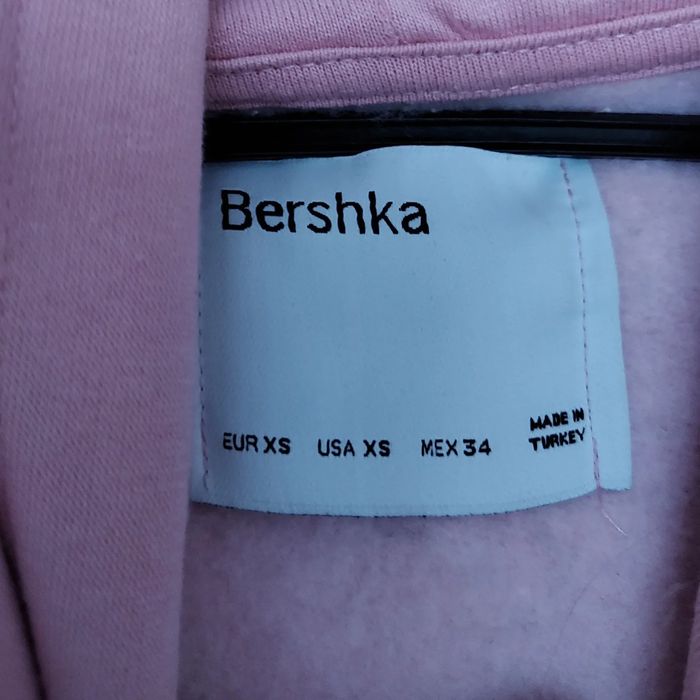 Bershka
EUR XS USA XS MEX 34
MADE IN
TURKEY